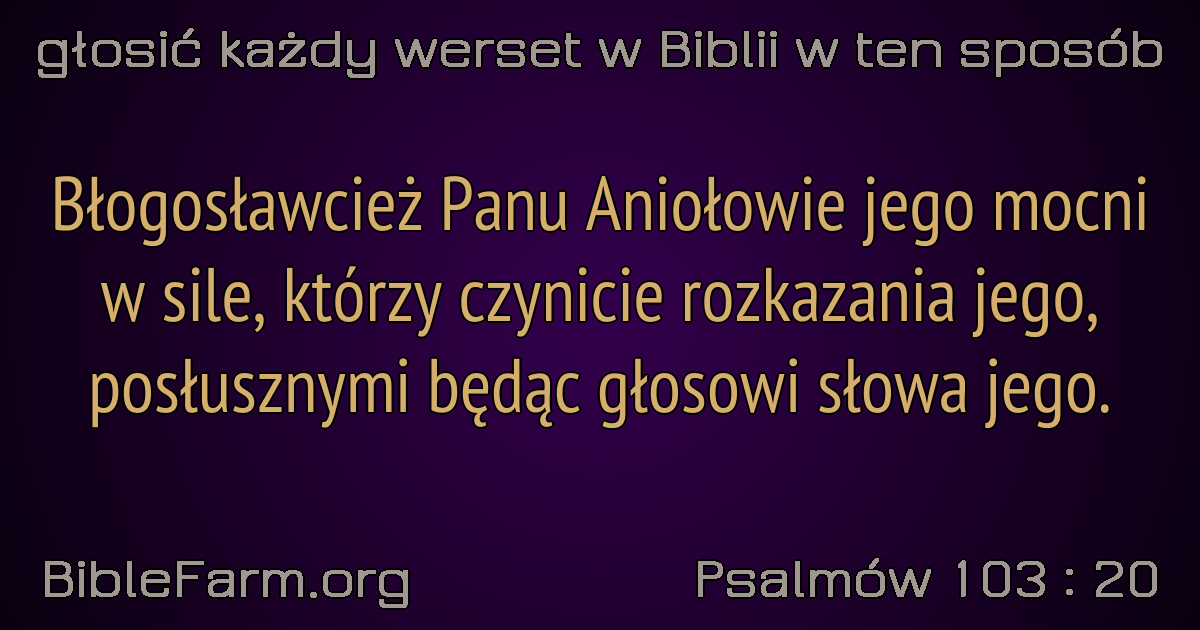 głosić każdy werset w Biblii w ten sposób
Błogosławcież Panu Aniołowie jego mocni
w sile, którzy czynicie rozkazania jego,
posłusznymi będąc głosowi słowa jego.
BibleFarm.org
Psalmów 103 : 20